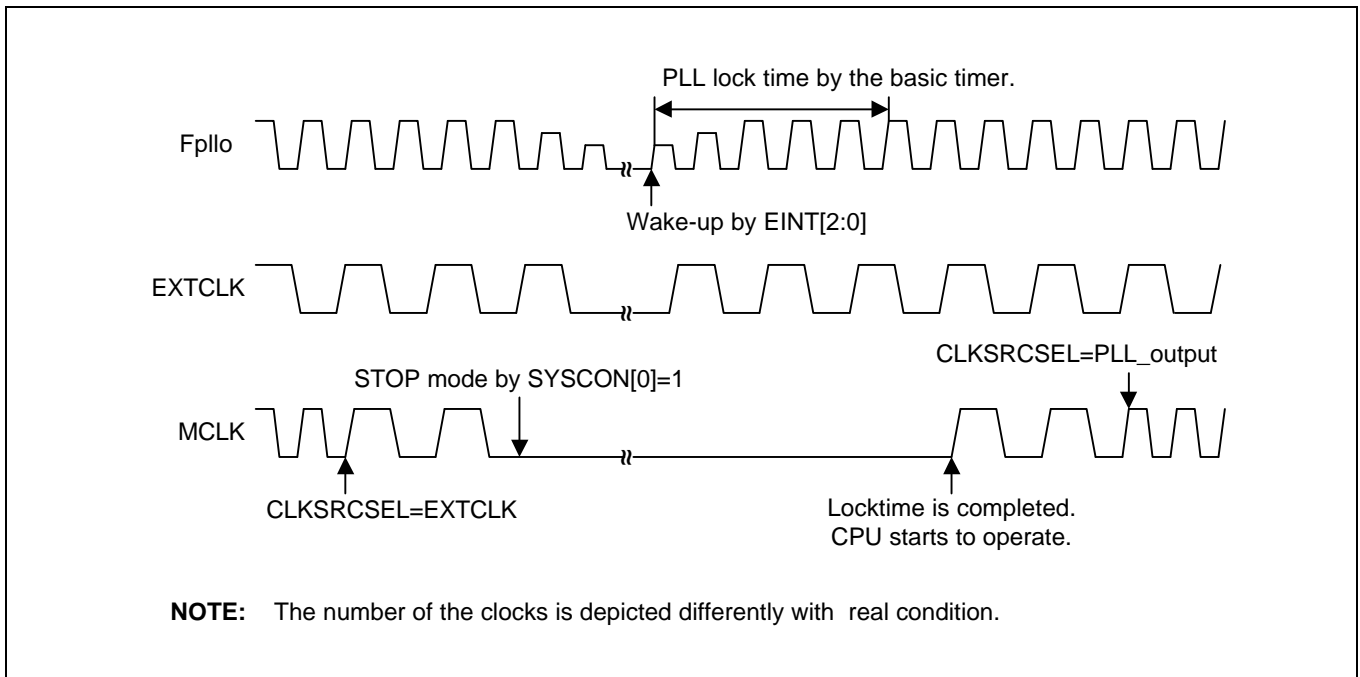 PLL lock time by the basic timer.
Fpllo
Wake-up by EINT[2:0]
EXTCLK
CLKSRCSEL=PLL_output
STOP mode by SYSCON[0]=1
MCLK
CLKSRCSEL=EXTCLK
Locktime is completed.
CPU starts to operate.
NOTE: The number of the clocks is depicted differently with real condition.